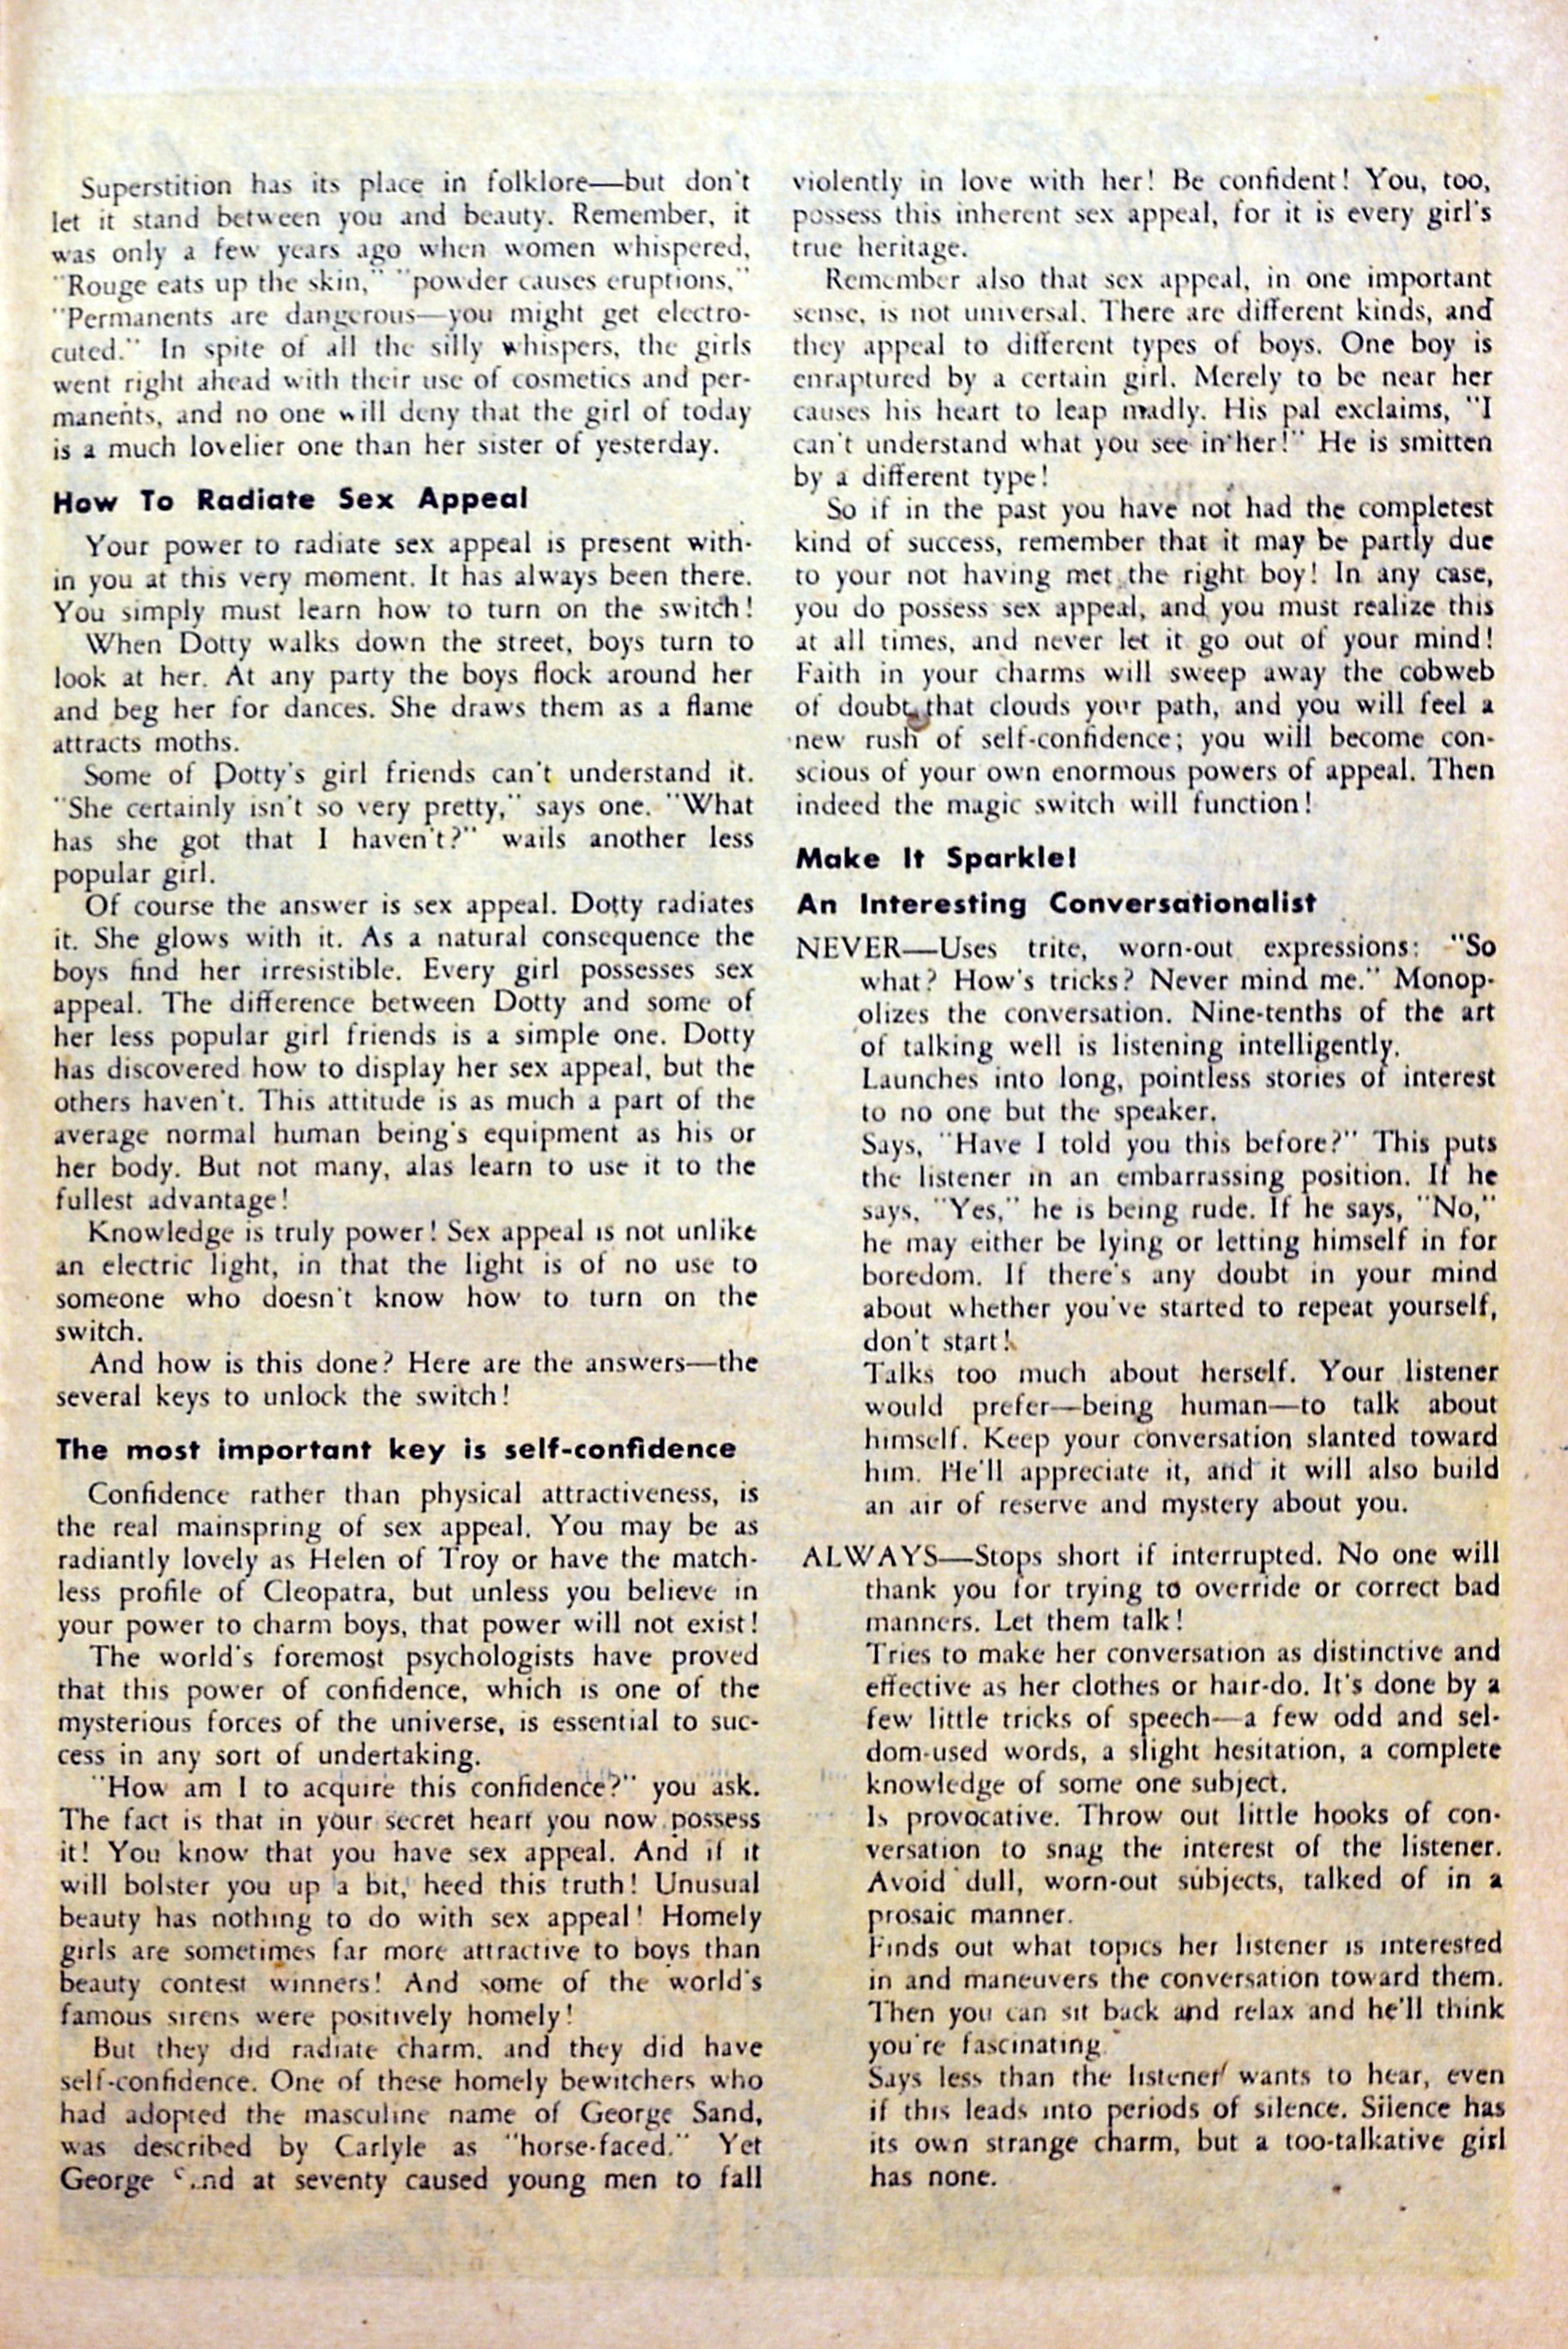 Superstition has its place in folklore—but don't
let it stand between you and beauty. Remember, it
was only a few years ago when women whispered,
"Rouge eats up the skin," "powder causes eruptions,"
"Permanents are dangerous—you might get electro-
cuted." In spite of all the silly whispers, the girls
went right ahead with their use of cosmetics and per-
manents, and no one will deny that the girl of today
is a much lovelier one than her sister of yesterday.
How To Radiate Sex Appeal
Your power to radiate sex appeal is present with-
in you at this very moment. It has always been there.
You simply must learn how to turn on the switch!
When Dotty walks down the street, boys turn to
look at her. At any party the boys flock around her
and beg her for dances. She draws them as a flame
attracts moths.
Some of Dotty's girl friends can't understand it.
"She certainly isn't so very pretty," says one. "What
has she got that I haven't?" wails another less
popular girl.
Of course the answer is sex appeal. Dotty radiates
it. She glows with it. As a natural consequence the
boys find her irresistible. Every girl possesses sex
appeal. The difference between Dotty and some of
her less popular girl friends is a simple one. Dotty
has discovered how to display her sex appeal, but the
others haven't. This attitude is as much a part of the
average normal human being's equipment as his or
her body. But not many, alas learn to use it to the
fullest advantage!
Knowledge is truly power! Sex appeal is not unlike
an electric light, in that the light is of no use to
someone who doesn't know how to turn on the
switch.
And how is this done? Here are the answers—the
several keys to unlock the switch!
The most important key is self-confidence
Confidence rather than physical attractiveness, is
the real mainspring of sex appeal. You may be as
radiantly lovely as Helen of Troy or have the match-
less profile of Cleopatra, but unless you believe in
your power to charm boys, that power will not exist!
The world's foremost psychologists have proved
that this power of confidence, which is one of the
mysterious forces of the universe, is essential to suc-
cess in any sort of undertaking.
"How am I to acquire this confidence?" you ask.
The fact is that in your secret heart you now possess
it! You know that you have sex appeal. And if it
will bolster you up a bit, heed this truth! Unusual
beauty has nothing to do with sex appeal! Homely
girls are sometimes far more attractive to boys than
beauty contest winners! And some of the world's
famous sirens were positively homely!
But they did radiate charm, and they did have
self-confidence. One of these homely bewitchers who
had adopted the masculine name of George Sand,
was described by Carlyle as "horse-faced." Yet
George Sand at seventy caused young men to fall
violently in love with her! Be confident! You, too,
possess this inherent sex appeal, for it is every girl's
true heritage.
Remember also that sex appeal, in one important
sense, is not universal. There are different kinds, and
they appeal to different types of boys. One boy is
enraptured by a certain girl. Merely to be near her
causes his heart to leap madly. His pal exclaims, "I
can't understand what you see in her!" He is smitten
by a different type!
So if in the past you have not had the completest
kind of success, remember that it may be partly due
to your not having met the right boy! In any case,
you do possess sex appeal, and you must realize this
at all times, and never let it go out of your mind!
Faith in your charms will sweep away the cobweb
of doubt that clouds your path, and you will feel a
new rush of self-confidence; you will become con-
scious of your own enormous powers of appeal. Then
indeed the magic switch will function!
Make It Sparkle!
An Interesting Conversationalist
NEVER—Uses trite, worn-out expressions: "So
what? How's tricks? Never mind me." Monop-
olizes the conversation. Nine-tenths of the art
of talking well is listening intelligently.
Launches into long, pointless stories of interest
to no one but the speaker.
Says, "Have I told you this before?" This puts
the listener in an embarrassing position. If he
says, "Yes," he is being rude. If he says, "No,"
he may either be lying or letting himself in for
boredom. If there's any doubt in your mind
about whether you've started to repeat yourself,
don't start!
Talks too much about herself. Your listener
would prefer—being human—to talk about
himself. Keep your conversation slanted toward
him. He'll appreciate it, and it will also build
an air of reserve and mystery about you.
ALWAYS—Stops short if interrupted. No one will
thank you for trying to override or correct bad
manners. Let them talk!
Tries to make her conversation as distinctive and
effective as her clothes or hair-do. It's done by a
few little tricks of speech—a few odd and sel-
dom-used words, a slight hesitation, a complete
knowledge of some one subject.
Is provocative. Throw out little hooks of con-
versation to snag the interest of the listener.
Avoid dull, worn-out subjects, talked of in a
prosaic manner.
Finds out what topics her listener is interested
in and maneuvers the conversation toward them.
Then you can sit back and relax and he'll think
you're fascinating.
Says less than the listener wants to hear, even
if this leads into periods of silence. Silence has
its own strange charm, but a too-talkative girl
has none.